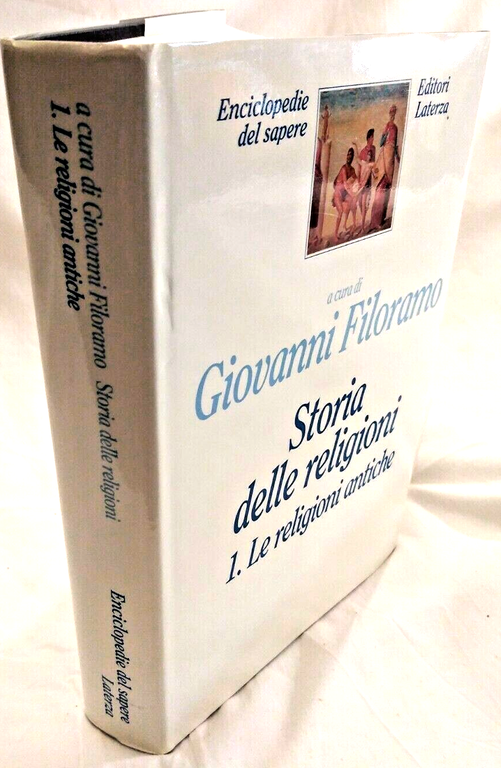 Enciclopedie
del sapere
Editori
Laterza
a cura di
Giovanni Filoramo
Storia
delle religioni
1. Le religioni antiche
a cura di Giovanni Filoramo Storia delle religioni
1. Le religioni antiche
Enciclopedie del sapere
Laterza